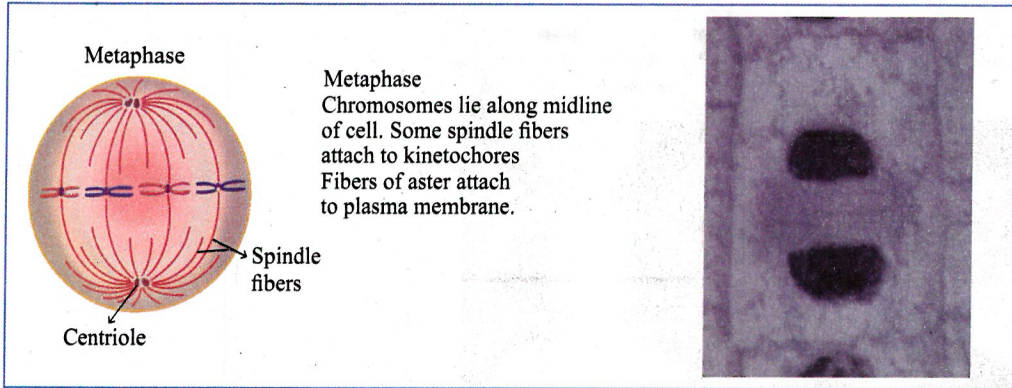 Metaphase
Metaphase
Chromosomes lie along midline
of cell. Some spindle fibers
attach to kinetochores
Fibers of aster attach
to plasma membrane.
Spindle
fibers
Centriole